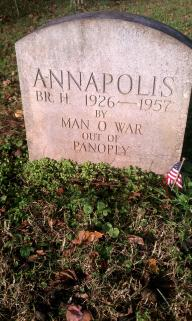 ANNAPOLIS
BR. H. 1926—1957
BY
MAN O WAR
OUT OF
PANOPLY